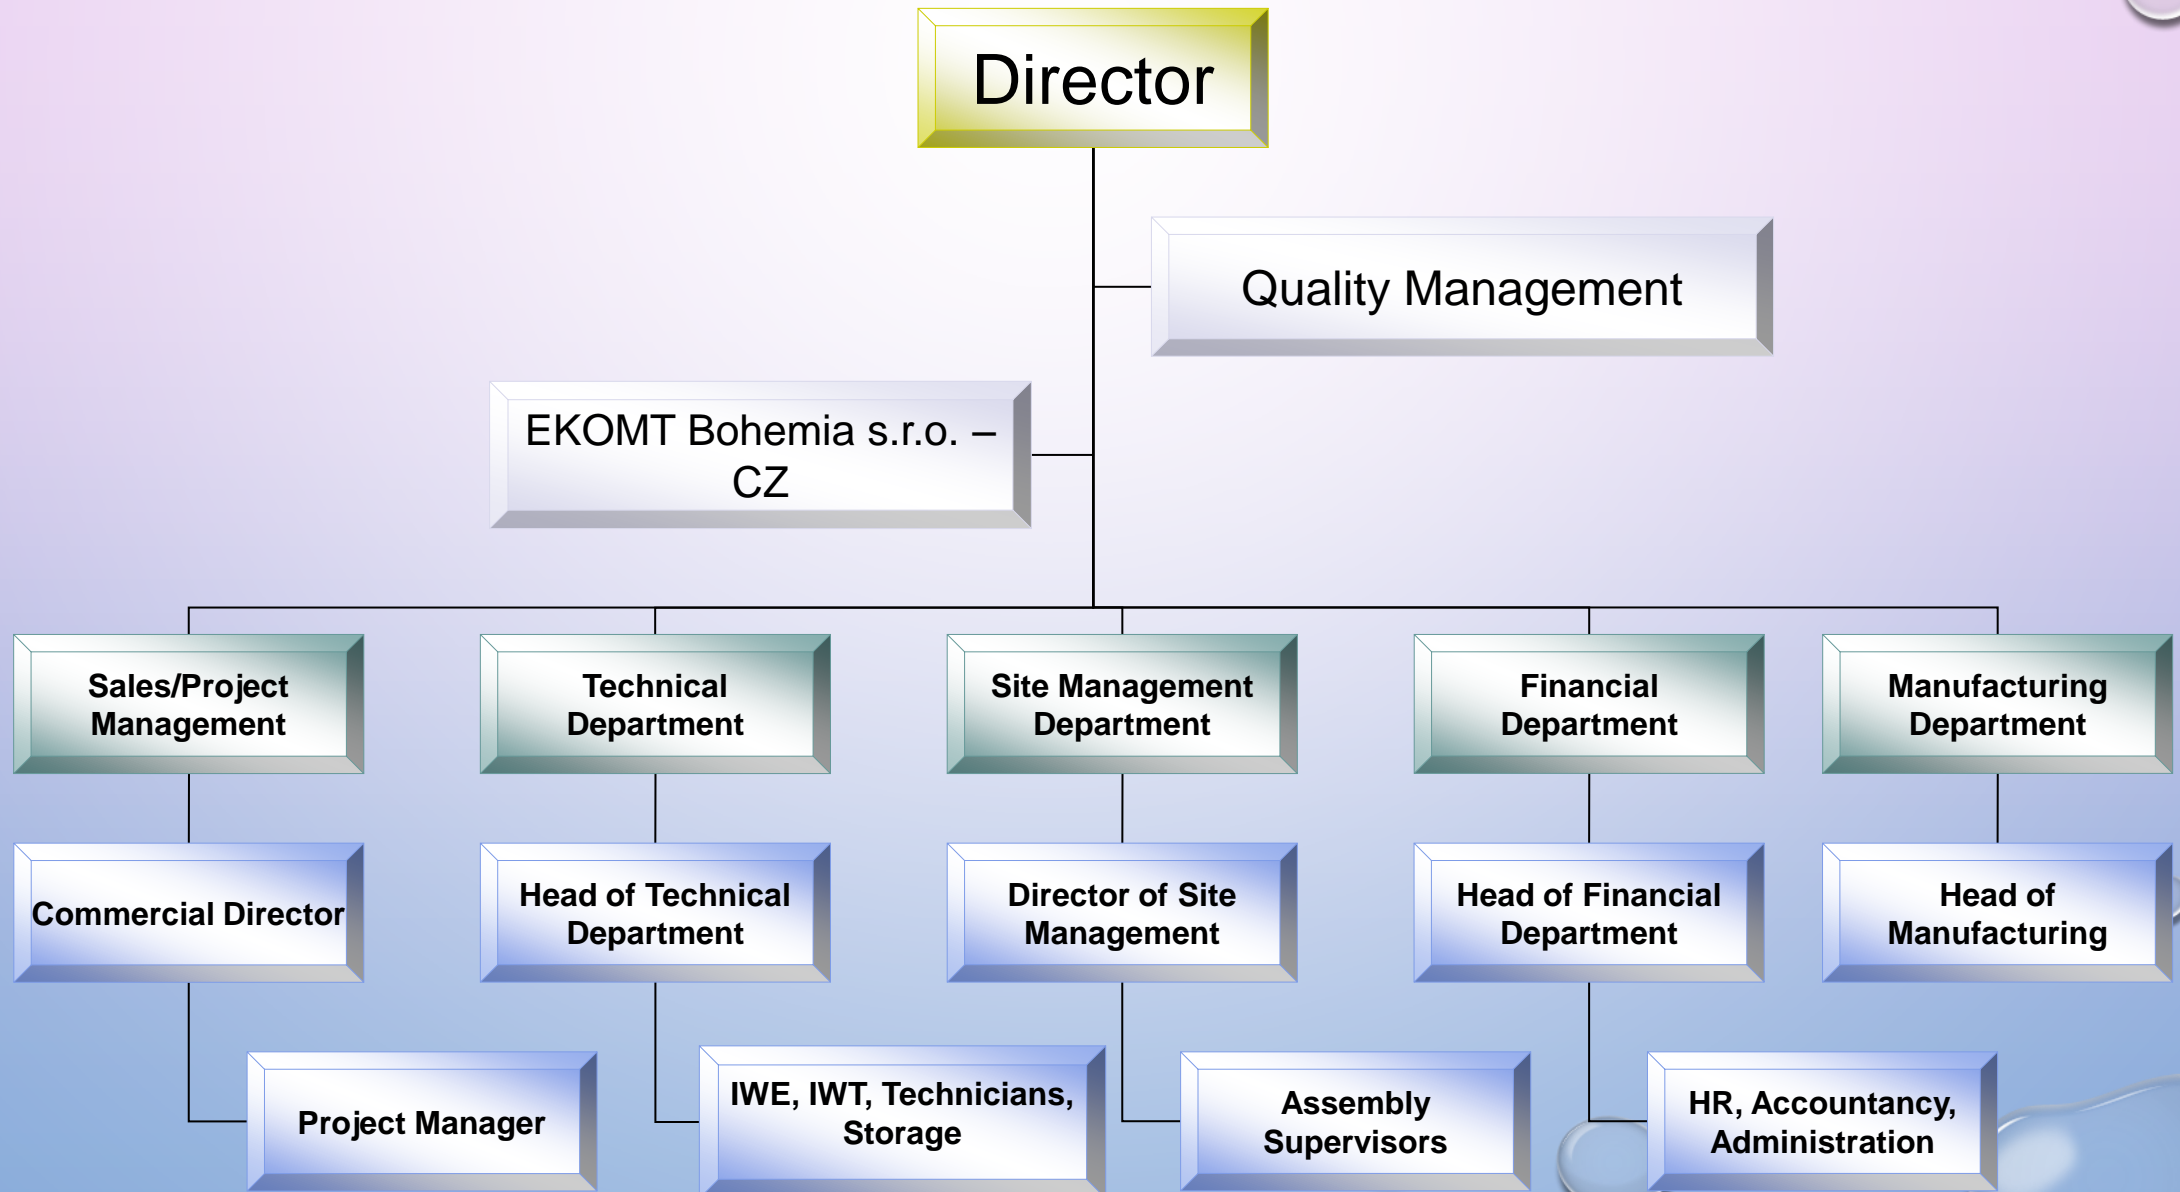 Director
Quality Management
EKOMT Bohemia s.r.o. –
CZ
Sales/Project
Management
Technical
Department
Site Management
Department
Financial
Department
Manufacturing
Department
Commercial Director
Head of Technical
Department
Director of Site
Management
Head of Financial
Department
Head of
Manufacturing
Project Manager
IWE, IWT, Technicians,
Storage
Assembly
Supervisors
HR, Accountancy,
Administration